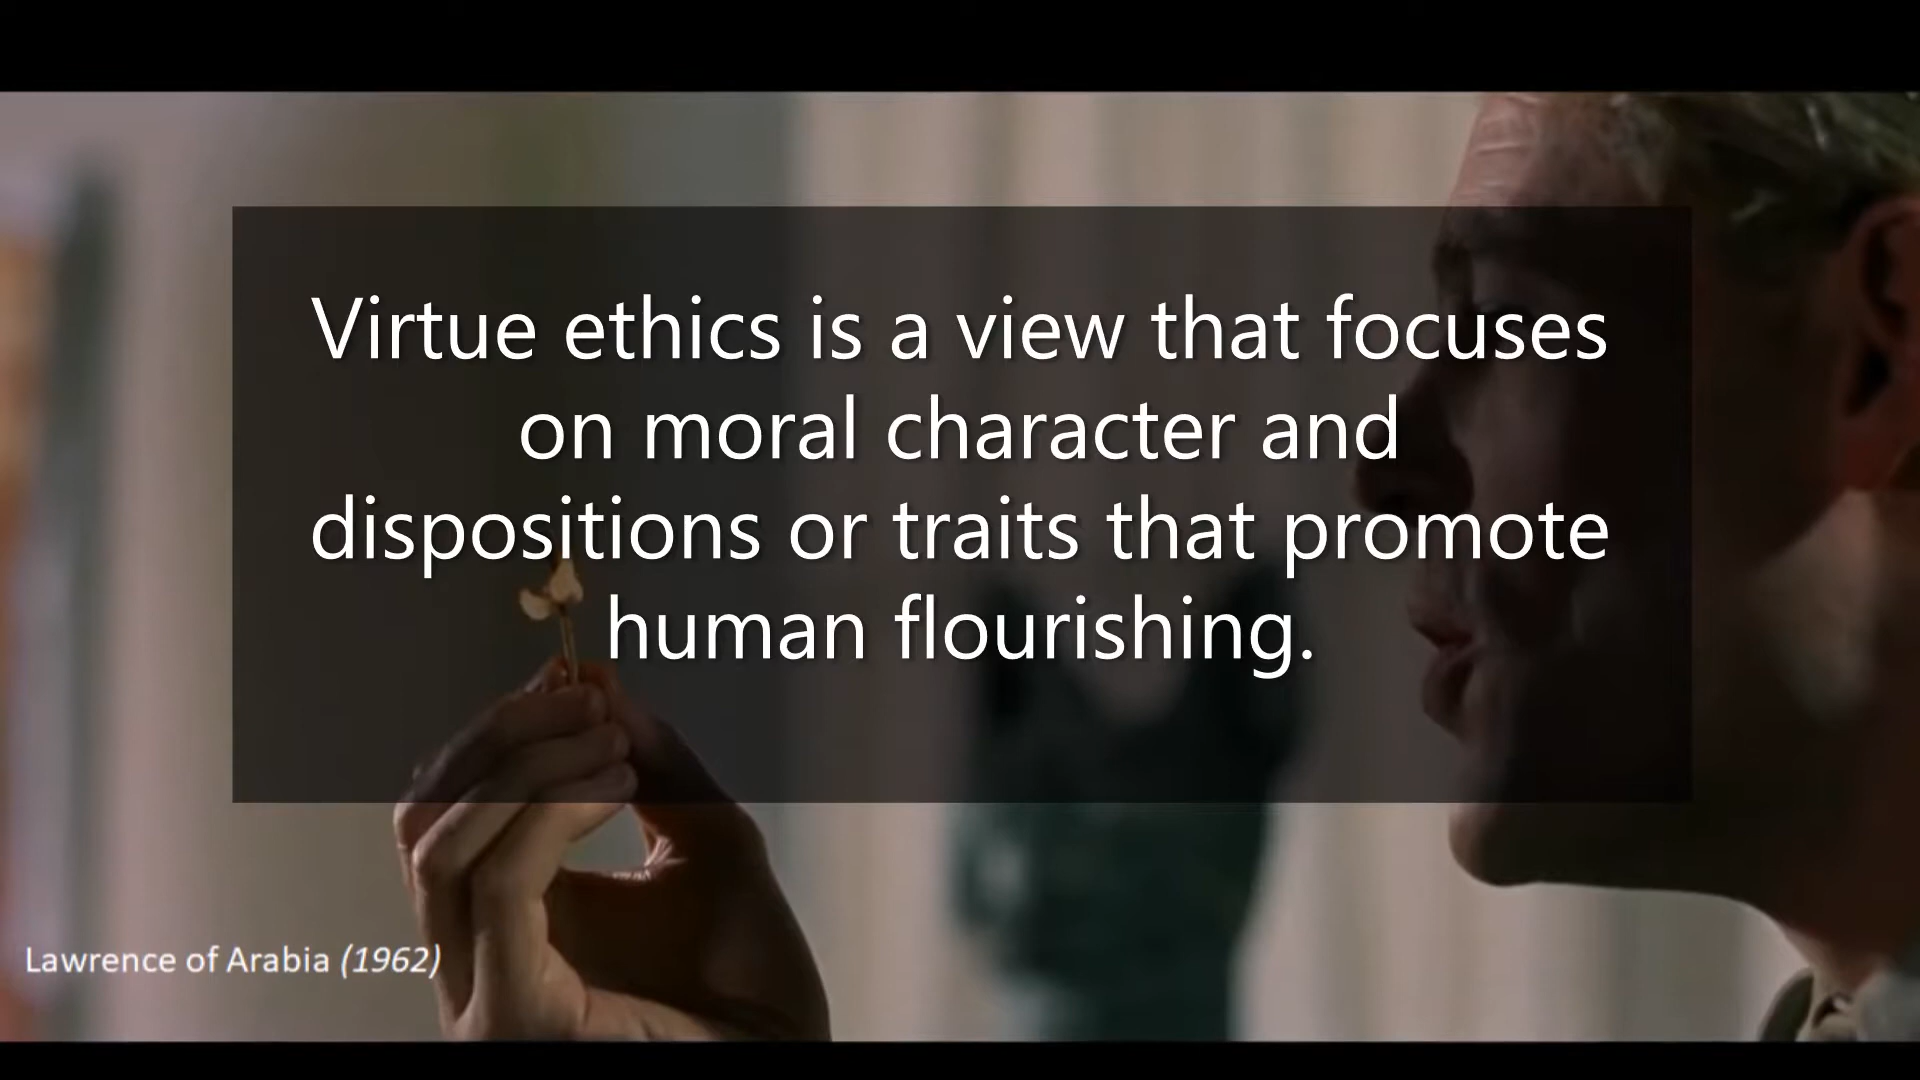 Virtue ethics is a view that focuses
on moral character and
dispositions or traits that promote
human flourishing.
Lawrence of Arabia (1962)